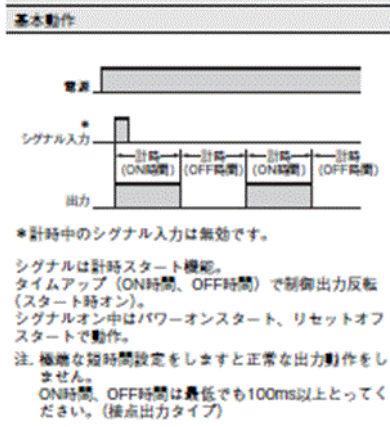 基本動作
電源
*
シグナル入力
計時 計時 計時 計時
(ON時間) (OFF時間) (ON時間) (OFF時間)
出力
*計時中のシグナル入力は無効です。
シグナルは計時スタート機能。
タイムアップ(ON時間、OFF時間)で制御出力反転
(スタート時オン)。
シグナルオン中はパワーオンスタート、リセットオフ
スタートで動作。
注. 極端な短時間設定をしますと正常な出力動作をし
ません。
ON時間、OFF時間は最低でも100ms以上とってく
ださい。(接点出力タイプ)